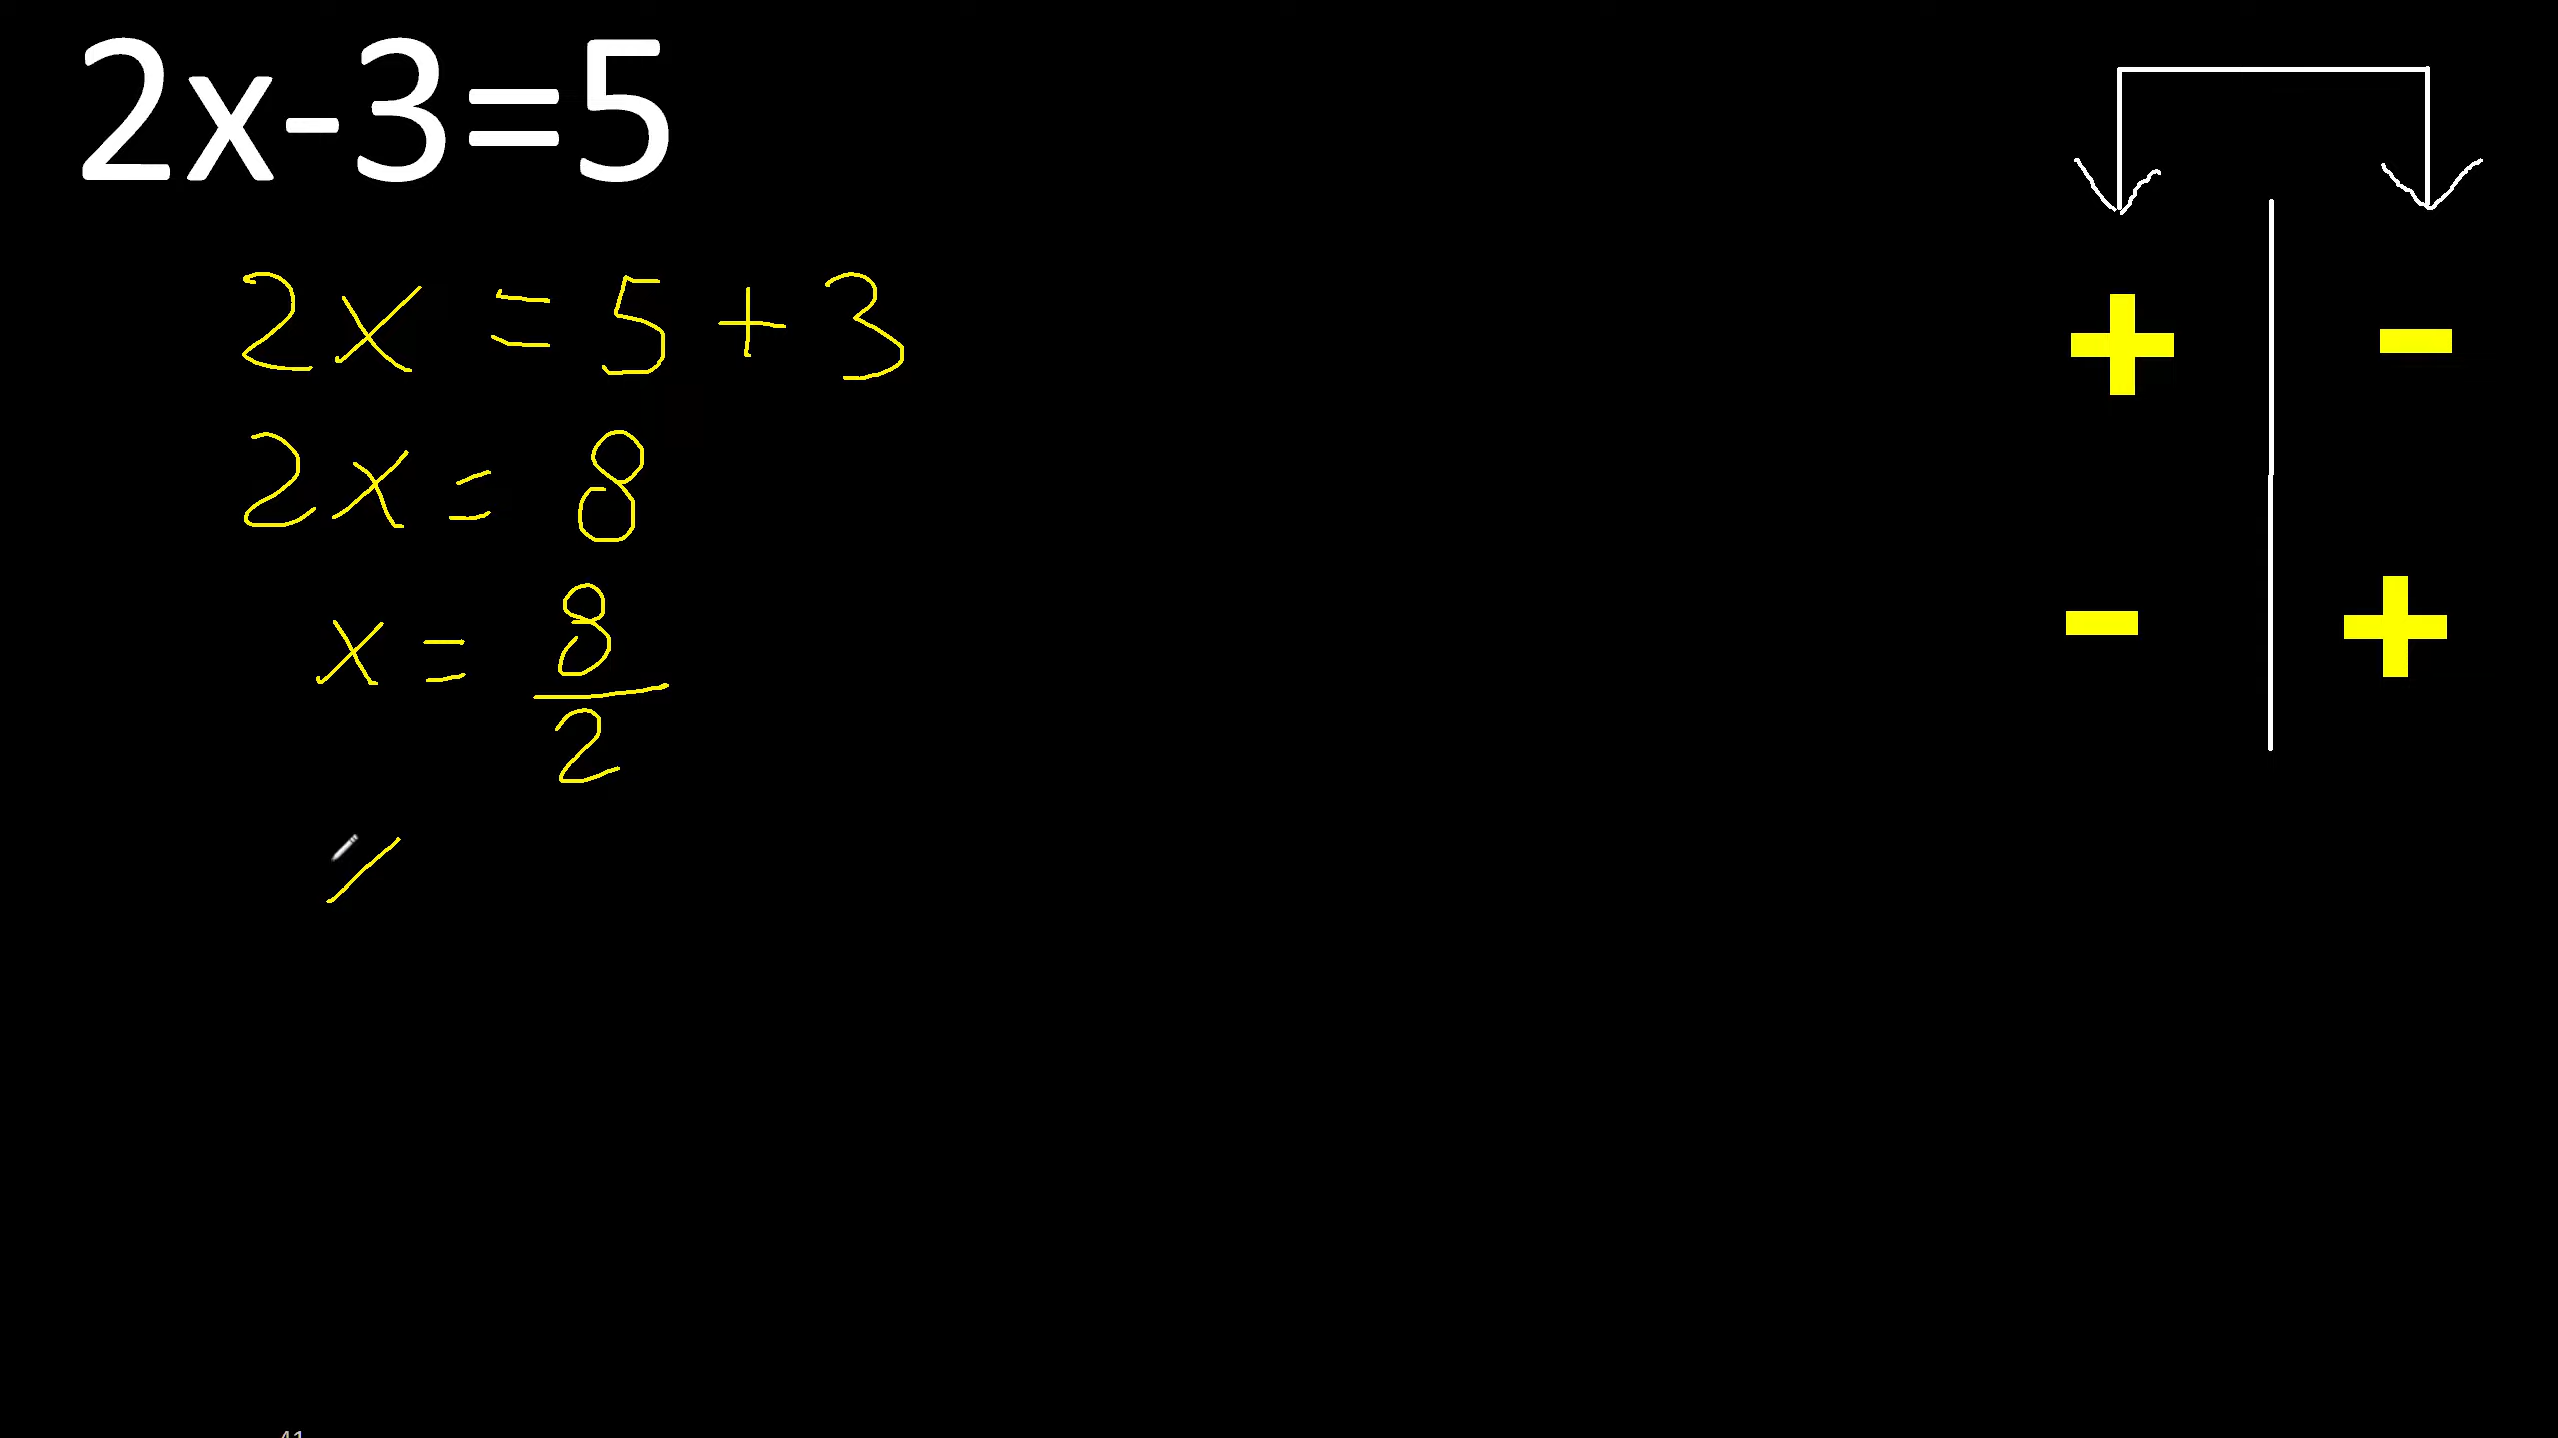 2x-3=5
2x = 5 + 3
2x = 8
x = 8/2
+ -
- +